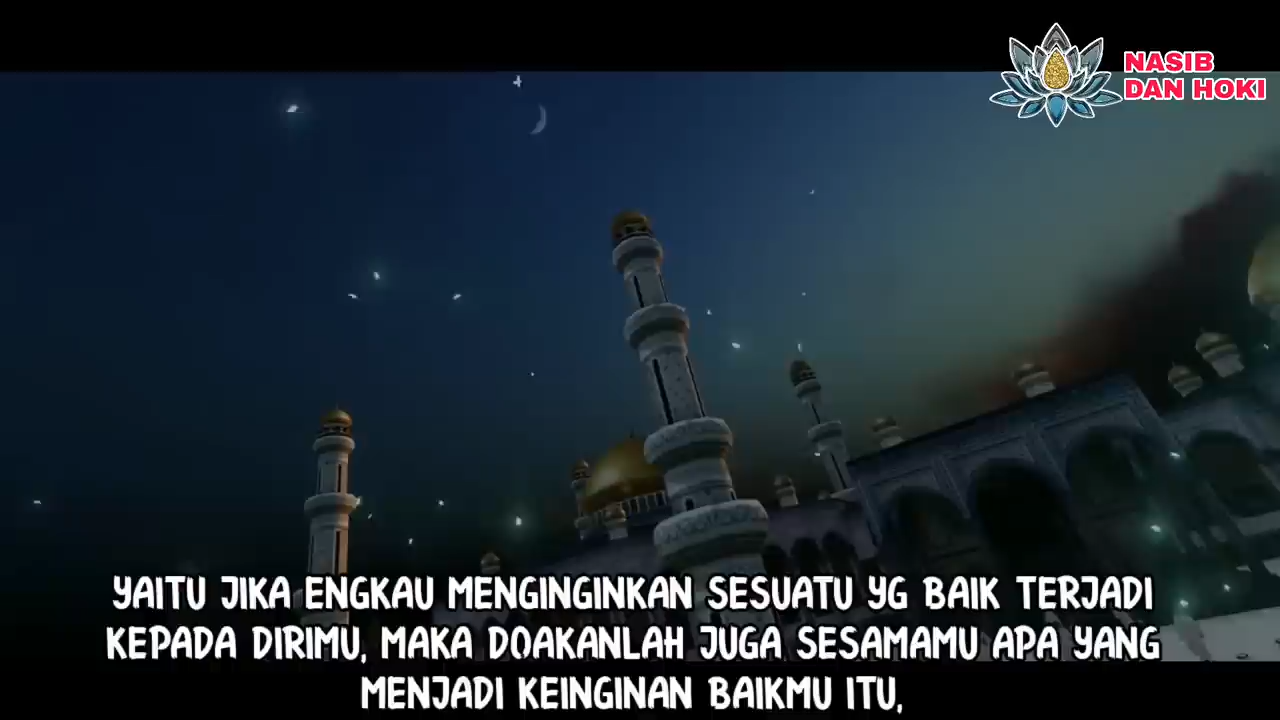 NASIB
DAN HOKI
YAITU JIKA ENGKAU MENGINGINKAN SESUATU YG BAIK TERJADI
KEPADA DIRIMU, MAKA DOAKANLAH JUGA SESAMAMU APA YANG
MENJADI KEINGINAN BAIKMU ITU,